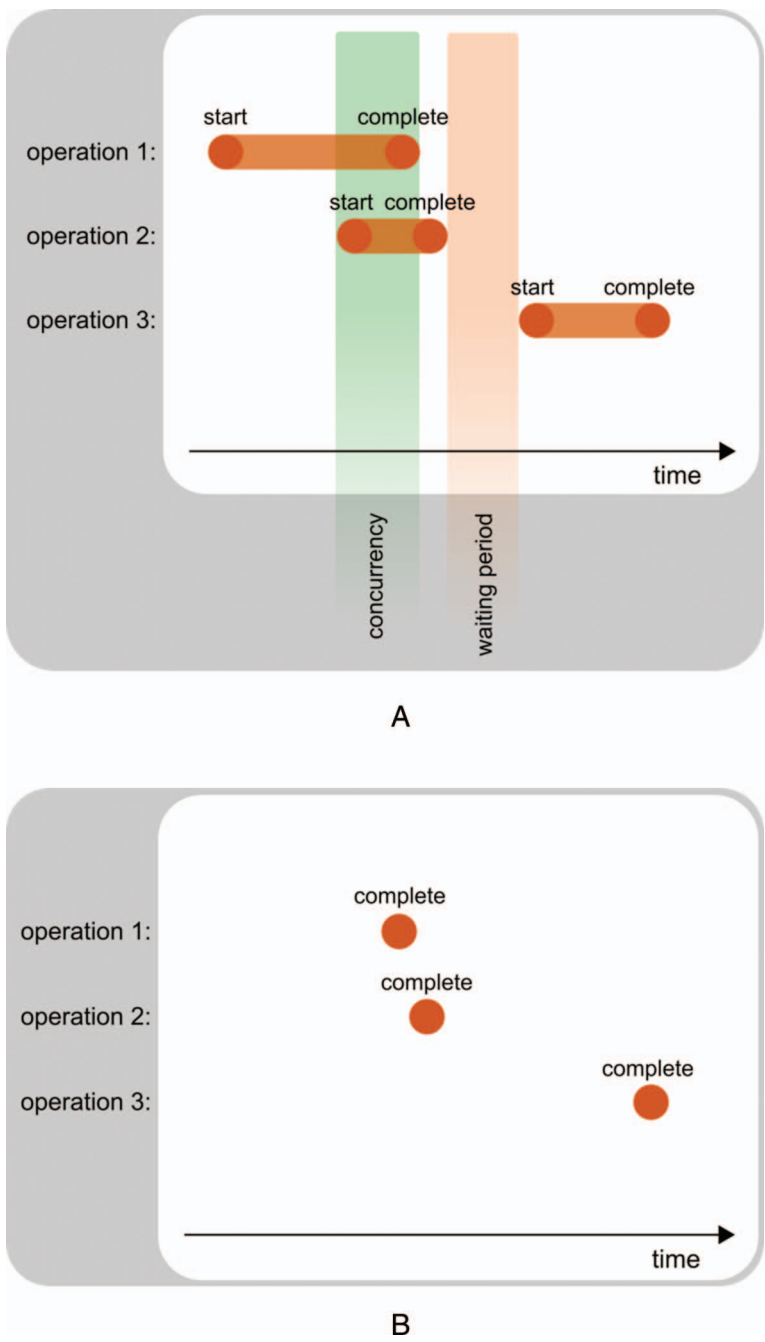 start complete
operation 1:
start complete
operation 2:
start complete
operation 3:
time
concurrency
waiting period
A
complete
operation 1:
complete
operation 2:
complete
operation 3:
time
B